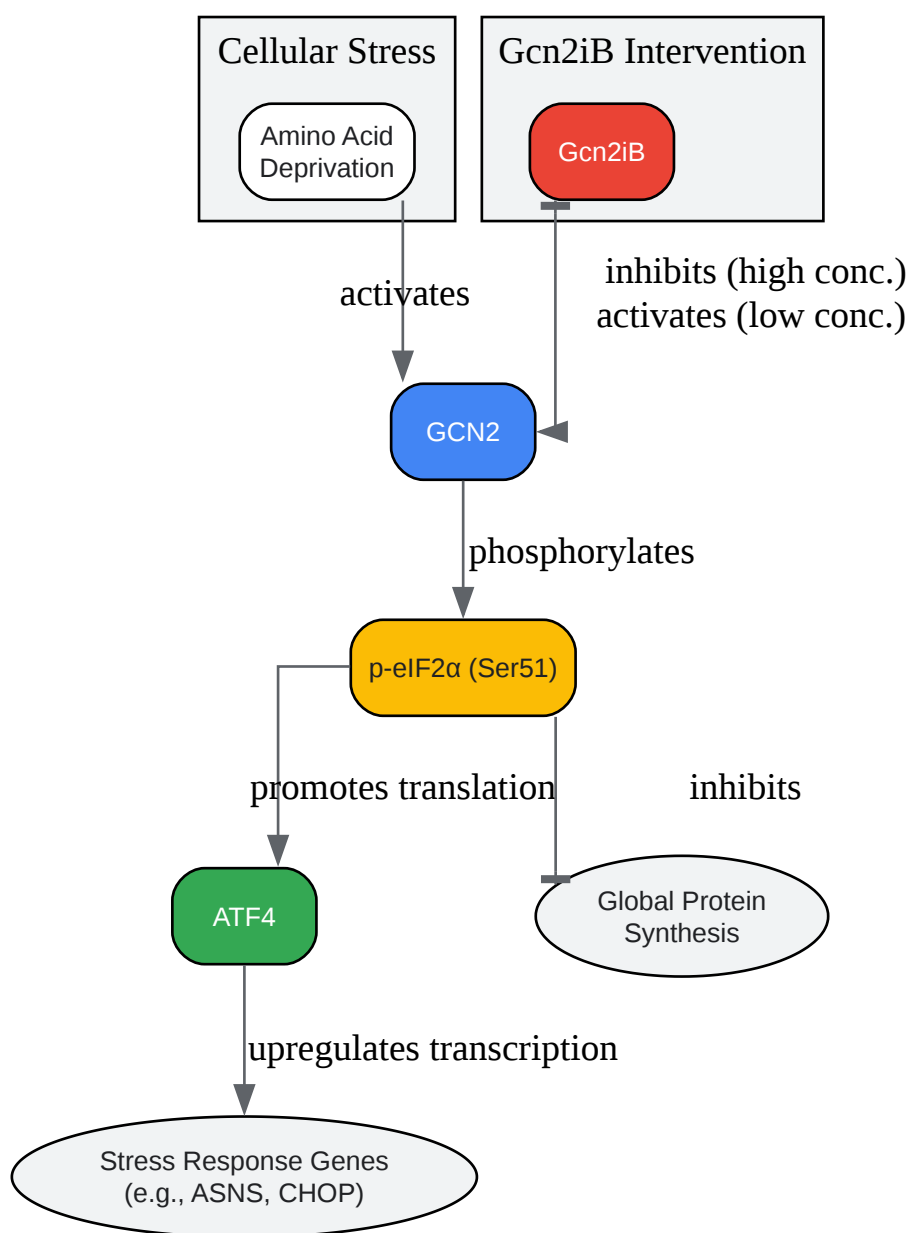 Cellular Stress
Gcn2iB Intervention
Amino Acid
Deprivation
Gcn2iB
activates
inhibits (high conc.)
activates (low conc.)
GCN2
phosphorylates
p-eIF2α (Ser51)
promotes translation
inhibits
ATF4
Global Protein
Synthesis
upregulates transcription
Stress Response Genes
(e.g., ASNS, CHOP)